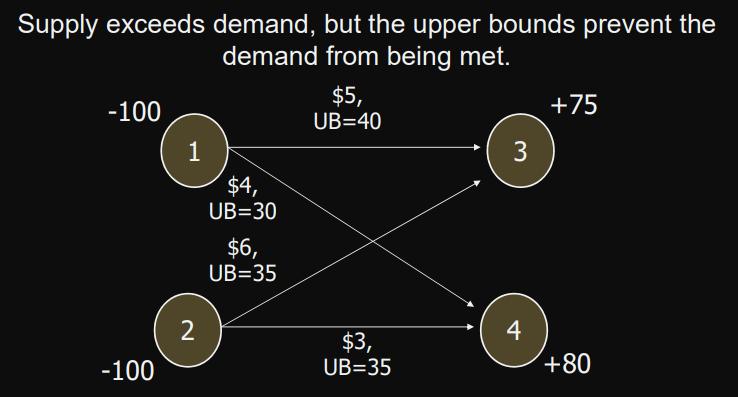 Supply exceeds demand, but the upper bounds prevent the
demand from being met.
-100
$5,
UB=40
+75
1
3
$4,
UB=30
$6,
UB=35
2
4
$3,
UB=35
-100
+80